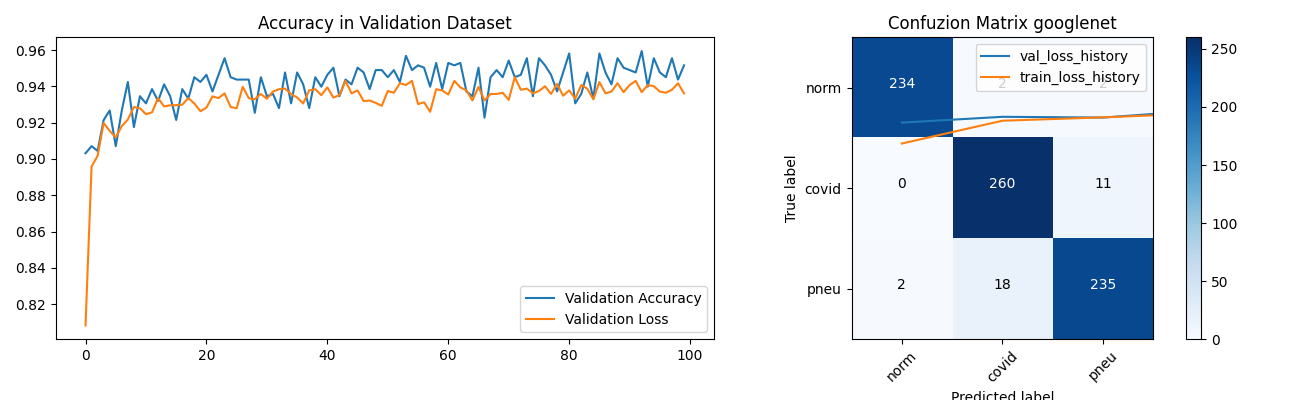 Accuracy in Validation Dataset
0.96
0.94
0.92
0.90
0.88
0.86
0.84
0.82
0
20
40
60
80
100
Validation Accuracy
Validation Loss
Confuzion Matrix googlenet
val_loss_history
train_loss_history
True label
norm
covid
pneu
234
2
2
0
260
11
2
18
235
norm
covid
pneu
Predicted label
250
200
150
100
50
0